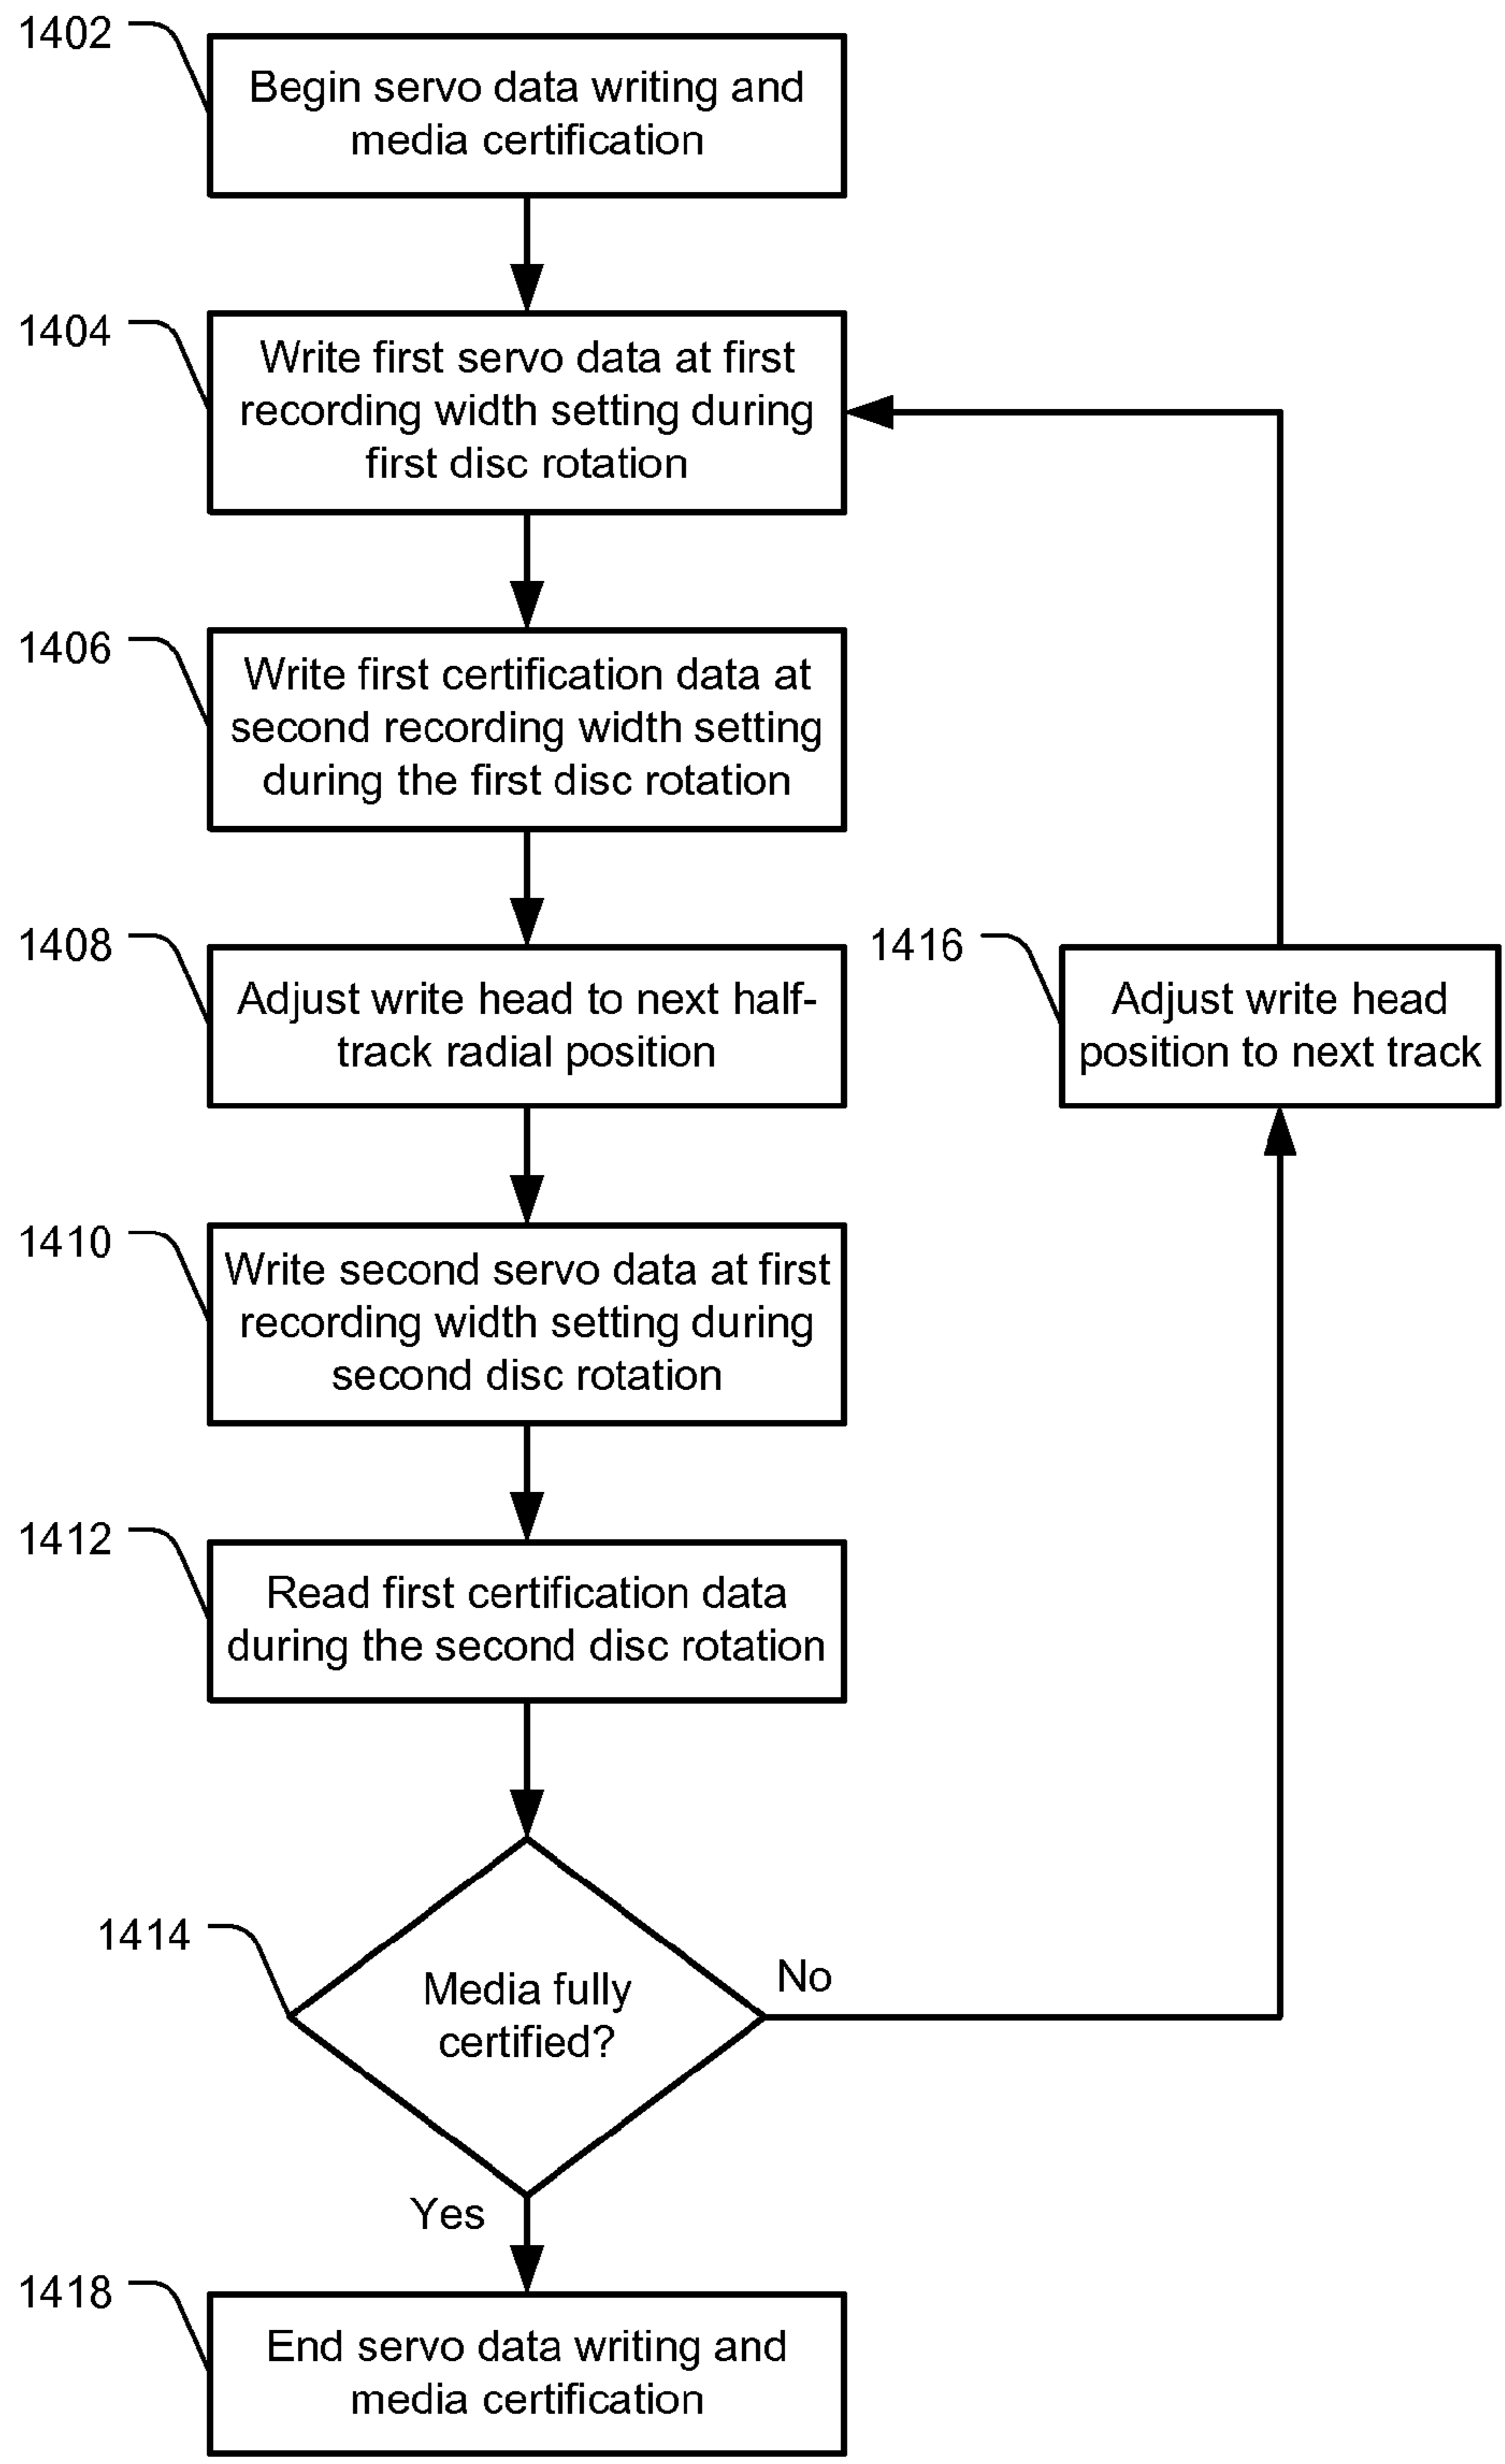 1402
Begin servo data writing and
media certification
1404
Write first servo data at first
recording width setting during
first disc rotation
1406
Write first certification data at
second recording width setting
during the first disc rotation
1408
Adjust write head to next half-
track radial position
1416
Adjust write head
position to next track
1410
Write second servo data at first
recording width setting during
second disc rotation
1412
Read first certification data
during the second disc rotation
1414
Media fully
certified?
No
Yes
1418
End servo data writing and
media certification